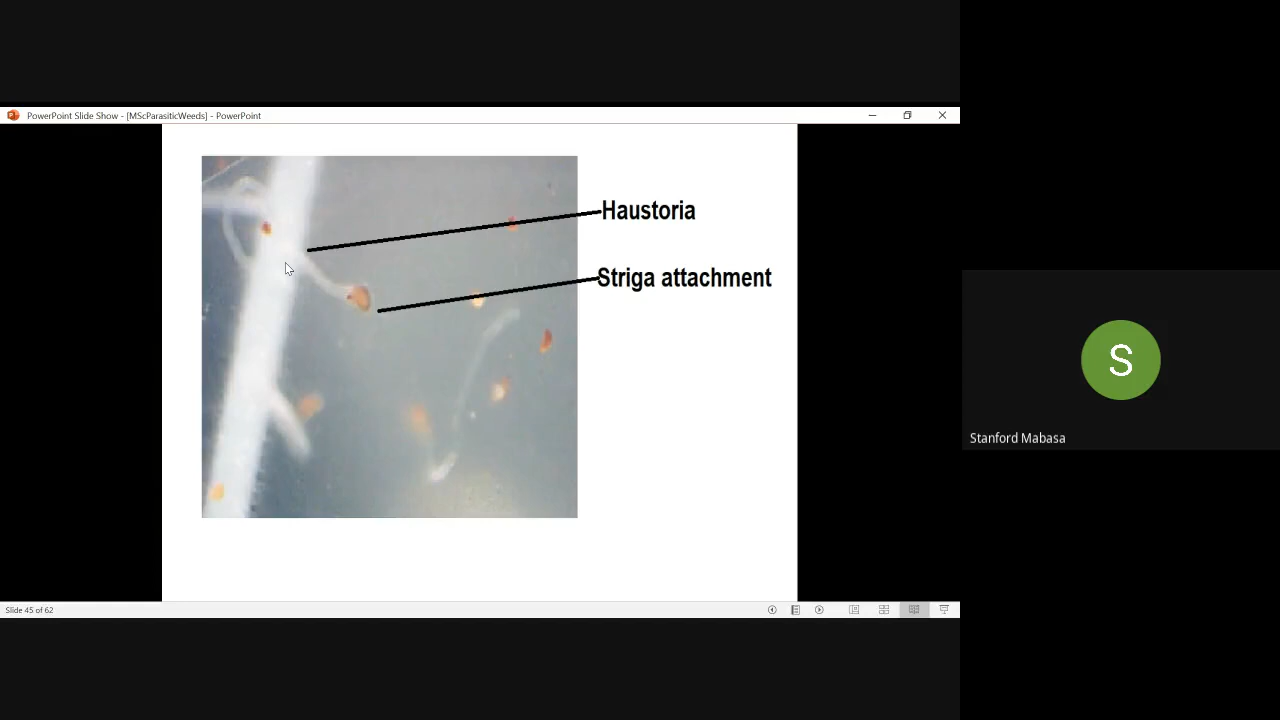 PowerPoint Slide Show - [MScParasiticWeeds] - PowerPoint
Haustoria
Striga attachment
S
Stanford Mabasa
Slide 45 of 62